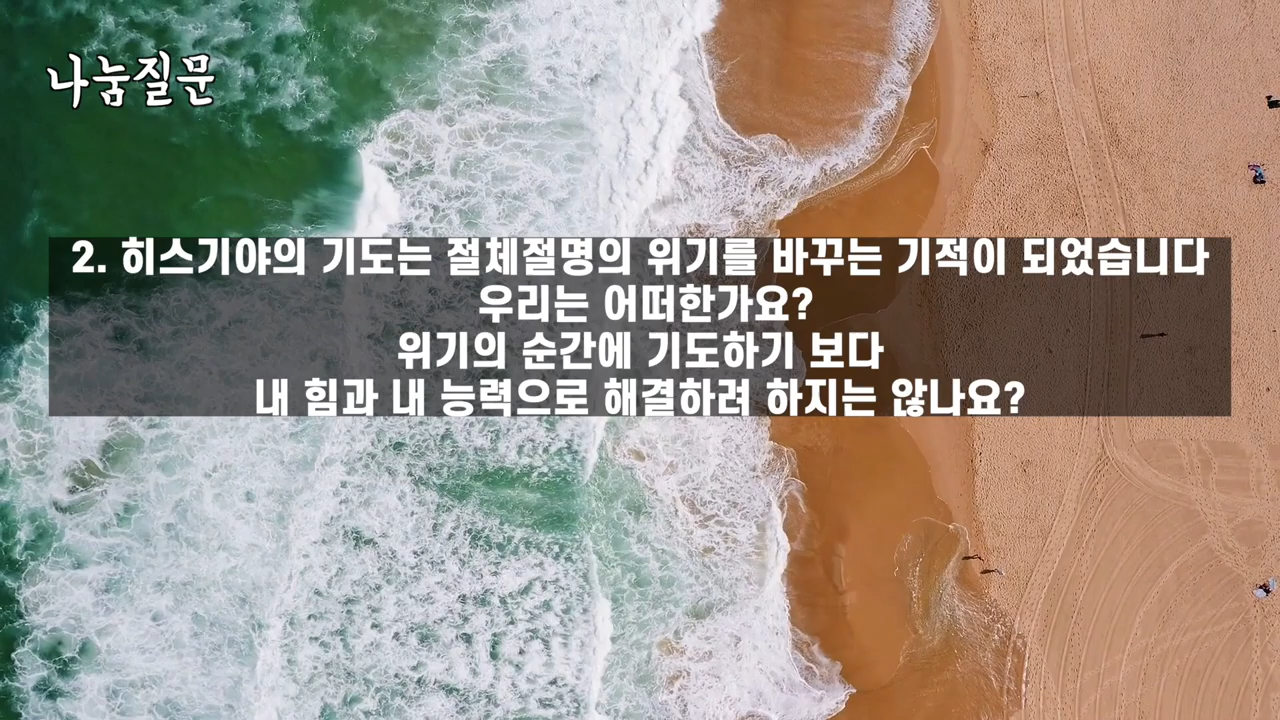 나눔질문
2. 히스기야의 기도는 절체절명의 위기를 바꾸는 기적이 되었습니다
우리는 어떠한가요?
위기의 순간에 기도하기 보다
내 힘과 내 능력으로 해결하려 하지는 않나요?